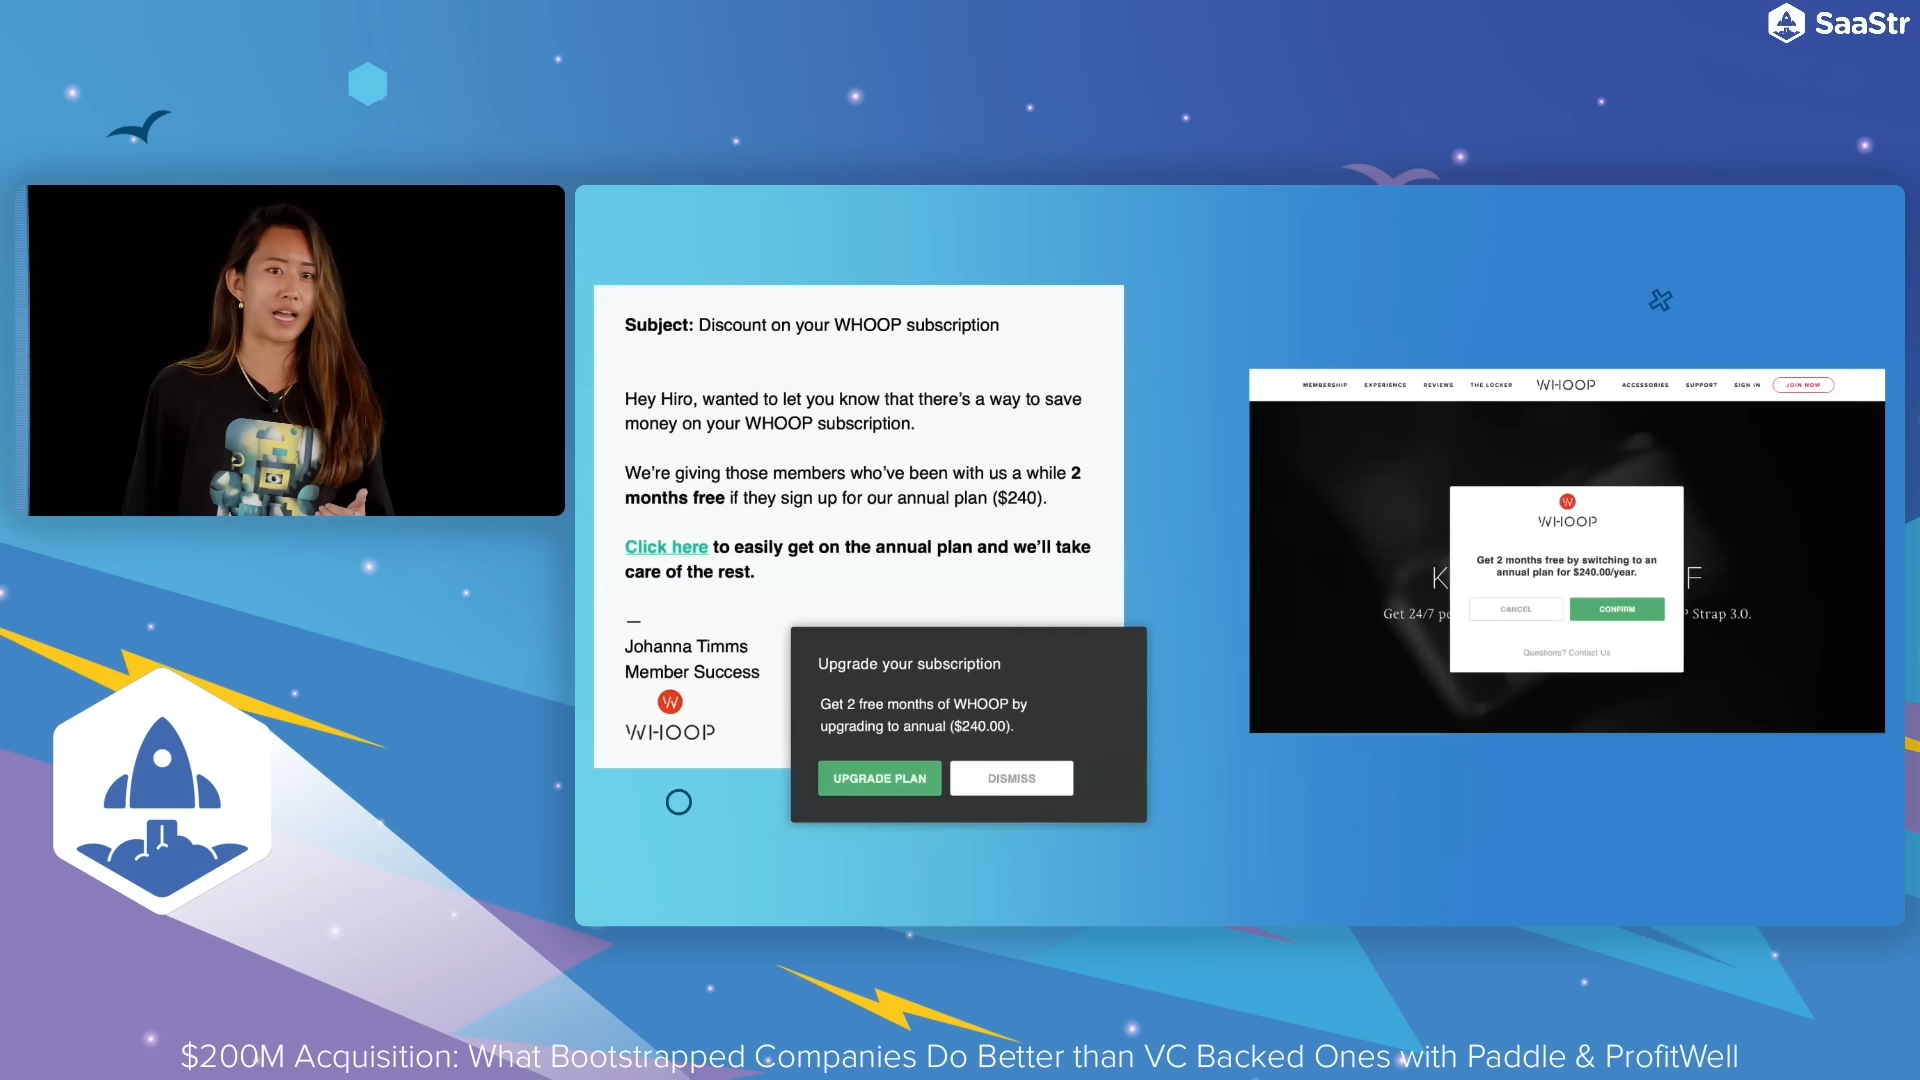 SaaStr
Subject: Discount on your WHOOP subscription
Hey Hiro, wanted to let you know that there's a way to save
money on your WHOOP subscription.
We're giving those members who've been with us a while 2
months free if they sign up for our annual plan ($240).
Click here to easily get on the annual plan and we'll take
care of the rest.
—
Johanna Timms
Member Success
W
WHOOP
Upgrade your subscription
Get 2 free months of WHOOP by
upgrading to annual ($240.00).
UPGRADE PLAN
DISMISS
MEMBERSHIP EXPERIENCE REVIEWS THE LOCKER WHOOP ACCESSORIES SUPPORT SIGN IN JOIN NOW
W
WHOOP
Get 2 months free by switching to an
annual plan for $240.00/year.
K F
CANCEL CONFIRM
Get 24/7 Strap 3.0.
Questions? Contact Us
$200M Acquisition: What Bootstrapped Companies Do Better than VC Backed Ones with Paddle & ProfitWell